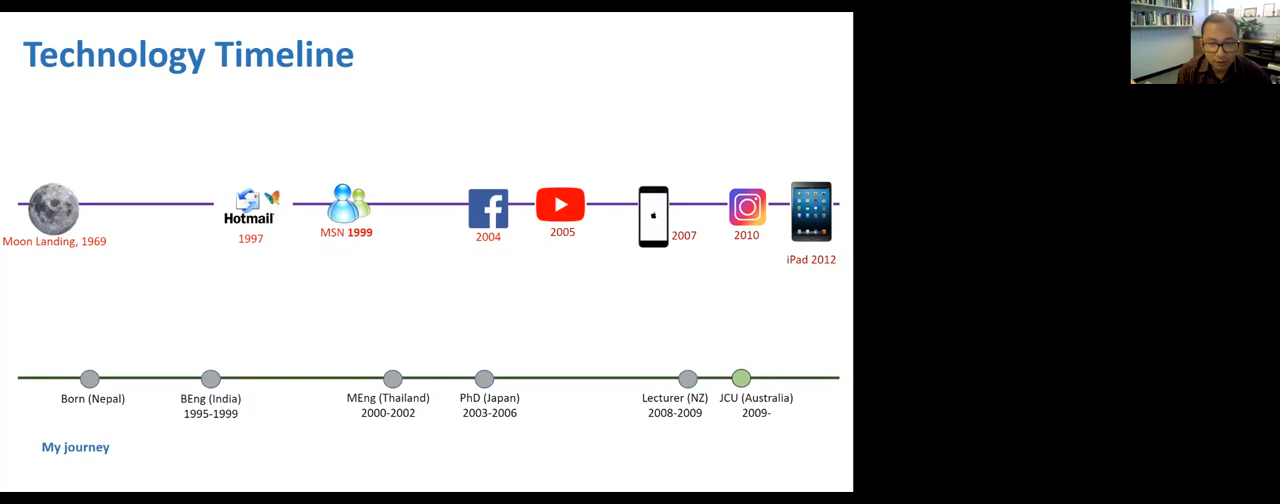 Technology Timeline
Hotmail
Moon Landing, 1969
1997
MSN 1999
2004
2005
2007
2010
iPad 2012
Born (Nepal)
BEng (India)
1995-1999
MEng (Thailand)
2000-2002
PhD (Japan)
2003-2006
Lecturer (NZ)
2008-2009
JCU (Australia)
2009-
My journey